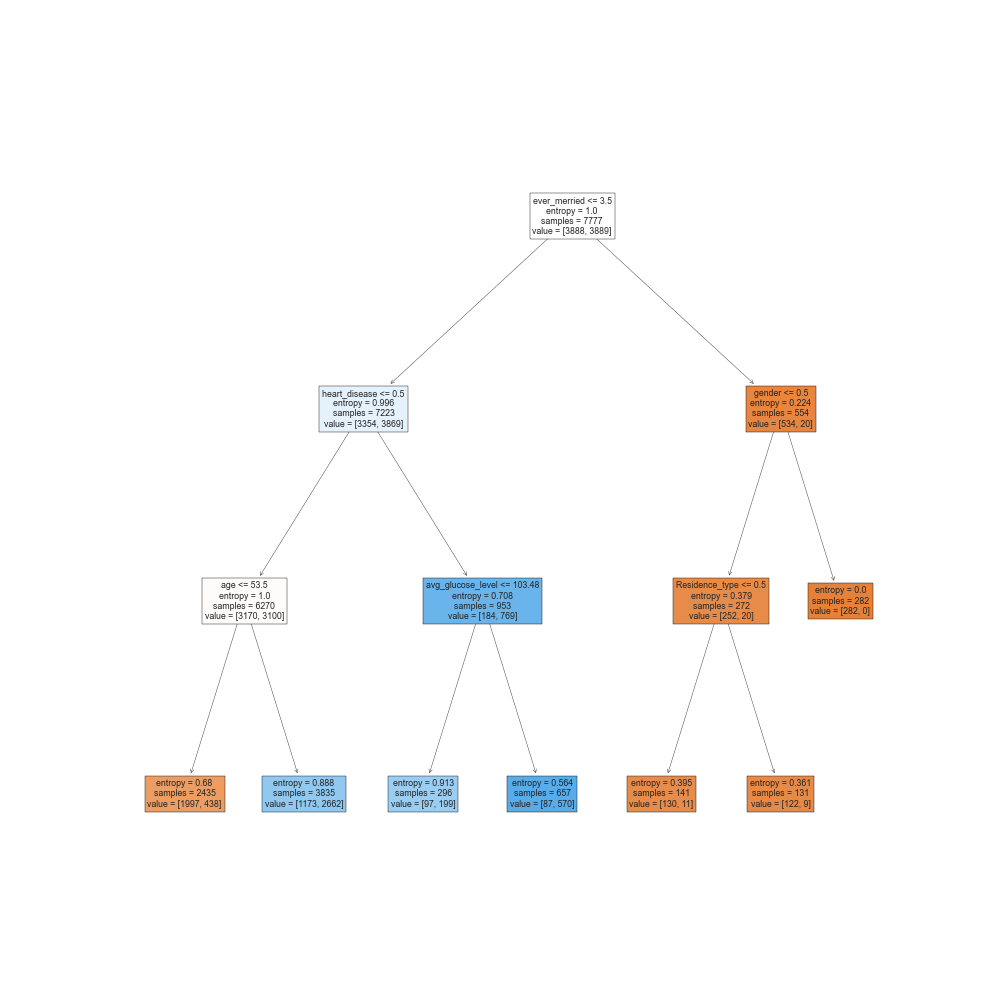 ever_merried <= 3.5
entropy = 1.0
samples = 7777
value = [3888, 3889]
heart_disease <= 0.5
entropy = 0.996
samples = 7223
value = [3354, 3869]
gender <= 0.5
entropy = 0.224
samples = 554
value = [534, 20]
age <= 53.5
entropy = 1.0
samples = 6270
value = [3170, 3100]
avg_glucose_level <= 103.48
entropy = 0.708
samples = 953
value = [184, 769]
Residence_type <= 0.5
entropy = 0.379
samples = 272
value = [252, 20]
entropy = 0.0
samples = 282
value = [282, 0]
entropy = 0.68
samples = 2435
value = [1997, 438]
entropy = 0.888
samples = 3835
value = [1173, 2662]
entropy = 0.913
samples = 296
value = [97, 199]
entropy = 0.564
samples = 657
value = [87, 570]
entropy = 0.395
samples = 141
value = [130, 11]
entropy = 0.361
samples = 131
value = [122, 9]